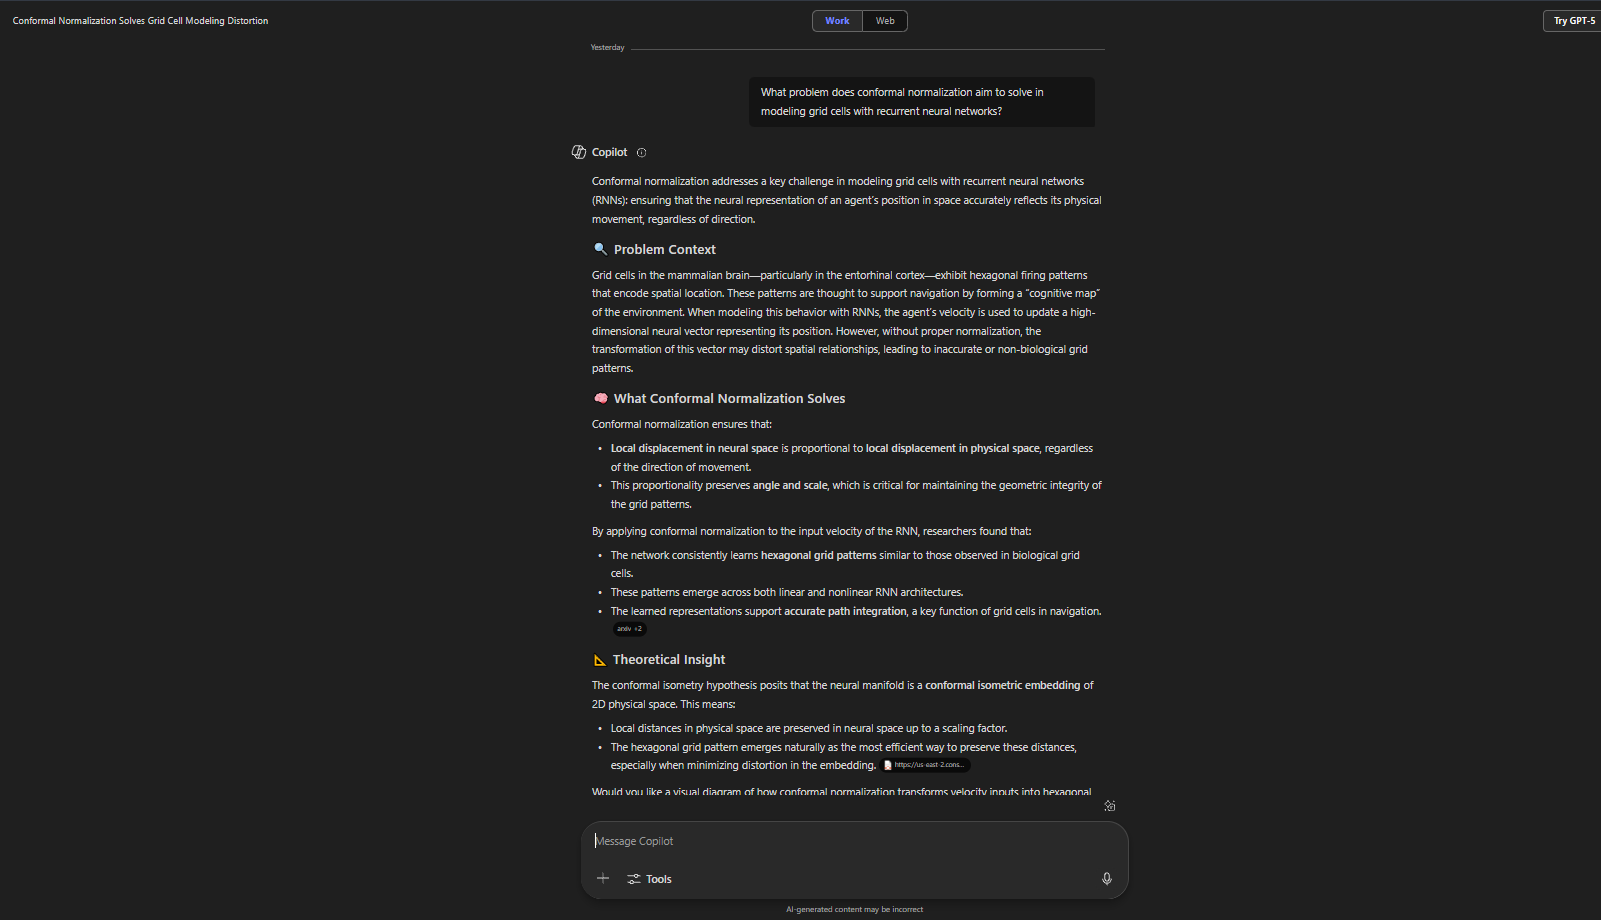 Conformal Normalization Solves Grid Cell Modeling Distortion
Work
Web
Try GPT-5
Yesterday
What problem does conformal normalization aim to solve in
modeling grid cells with recurrent neural networks?
Copilot
Conformal normalization addresses a key challenge in modeling grid cells with recurrent neural networks
(RNNs): ensuring that the neural representation of an agent's position in space accurately reflects its physical
movement, regardless of direction.
🔍 Problem Context
Grid cells in the mammalian brain—particularly in the entorhinal cortex—exhibit hexagonal firing patterns
that encode spatial location. These patterns are thought to support navigation by forming a "cognitive map"
of the environment. When modeling this behavior with RNNs, the agent's velocity is used to update a high-
dimensional neural vector representing its position. However, without proper normalization, the
transformation of this vector may distort spatial relationships, leading to inaccurate or non-biological grid
patterns.
🧠 What Conformal Normalization Solves
Conformal normalization ensures that:
• Local displacement in neural space is proportional to local displacement in physical space, regardless
of the direction of movement.
• This proportionality preserves angle and scale, which is critical for maintaining the geometric integrity of
the grid patterns.
By applying conformal normalization to the input velocity of the RNN, researchers found that:
• The network consistently learns hexagonal grid patterns similar to those observed in biological grid
cells.
• These patterns emerge across both linear and nonlinear RNN architectures.
• The learned representations support accurate path integration, a key function of grid cells in navigation.
arxiv +2
📐 Theoretical Insight
The conformal isometry hypothesis posits that the neural manifold is a conformal isometric embedding of
2D physical space. This means:
• Local distances in physical space are preserved in neural space up to a scaling factor.
• The hexagonal grid pattern emerges naturally as the most efficient way to preserve these distances,
especially when minimizing distortion in the embedding. https://us-east-2.cons...
Would you like a visual diagram of how conformal normalization transforms velocity inputs into hexagonal
Message Copilot
Tools
AI-generated content may be incorrect